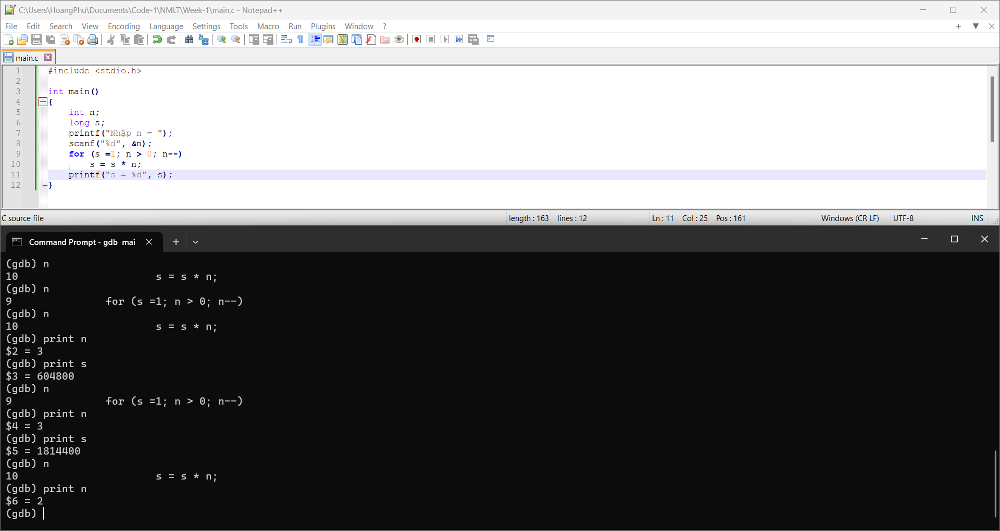 C:\Users\HoangPhu\Documents\Code-1\NMLT\Week-1\main.c - Notepad++
File Edit Search View Encoding Language Settings Tools Macro Run Plugins Window ?
main.c
1 #include <stdio.h>
2
3 int main()
4 {
5 int n;
6 long s;
7 printf("Nhập n = ");
8 scanf("%d", &n);
9 for (s =1; n > 0; n--)
10 s = s * n;
11 printf("s = %d", s);
12 }
C source file length : 163 lines : 12 Ln : 11 Col : 25 Pos : 161 Windows (CR LF) UTF-8 INS
Command Prompt - gdb mai
(gdb) n
10 s = s * n;
(gdb) n
9 for (s =1; n > 0; n--)
(gdb) n
10 s = s * n;
(gdb) print n
$2 = 3
(gdb) print s
$3 = 604800
(gdb) n
9 for (s =1; n > 0; n--)
(gdb) print n
$4 = 3
(gdb) print s
$5 = 1814400
(gdb) n
10 s = s * n;
(gdb) print n
$6 = 2
(gdb)